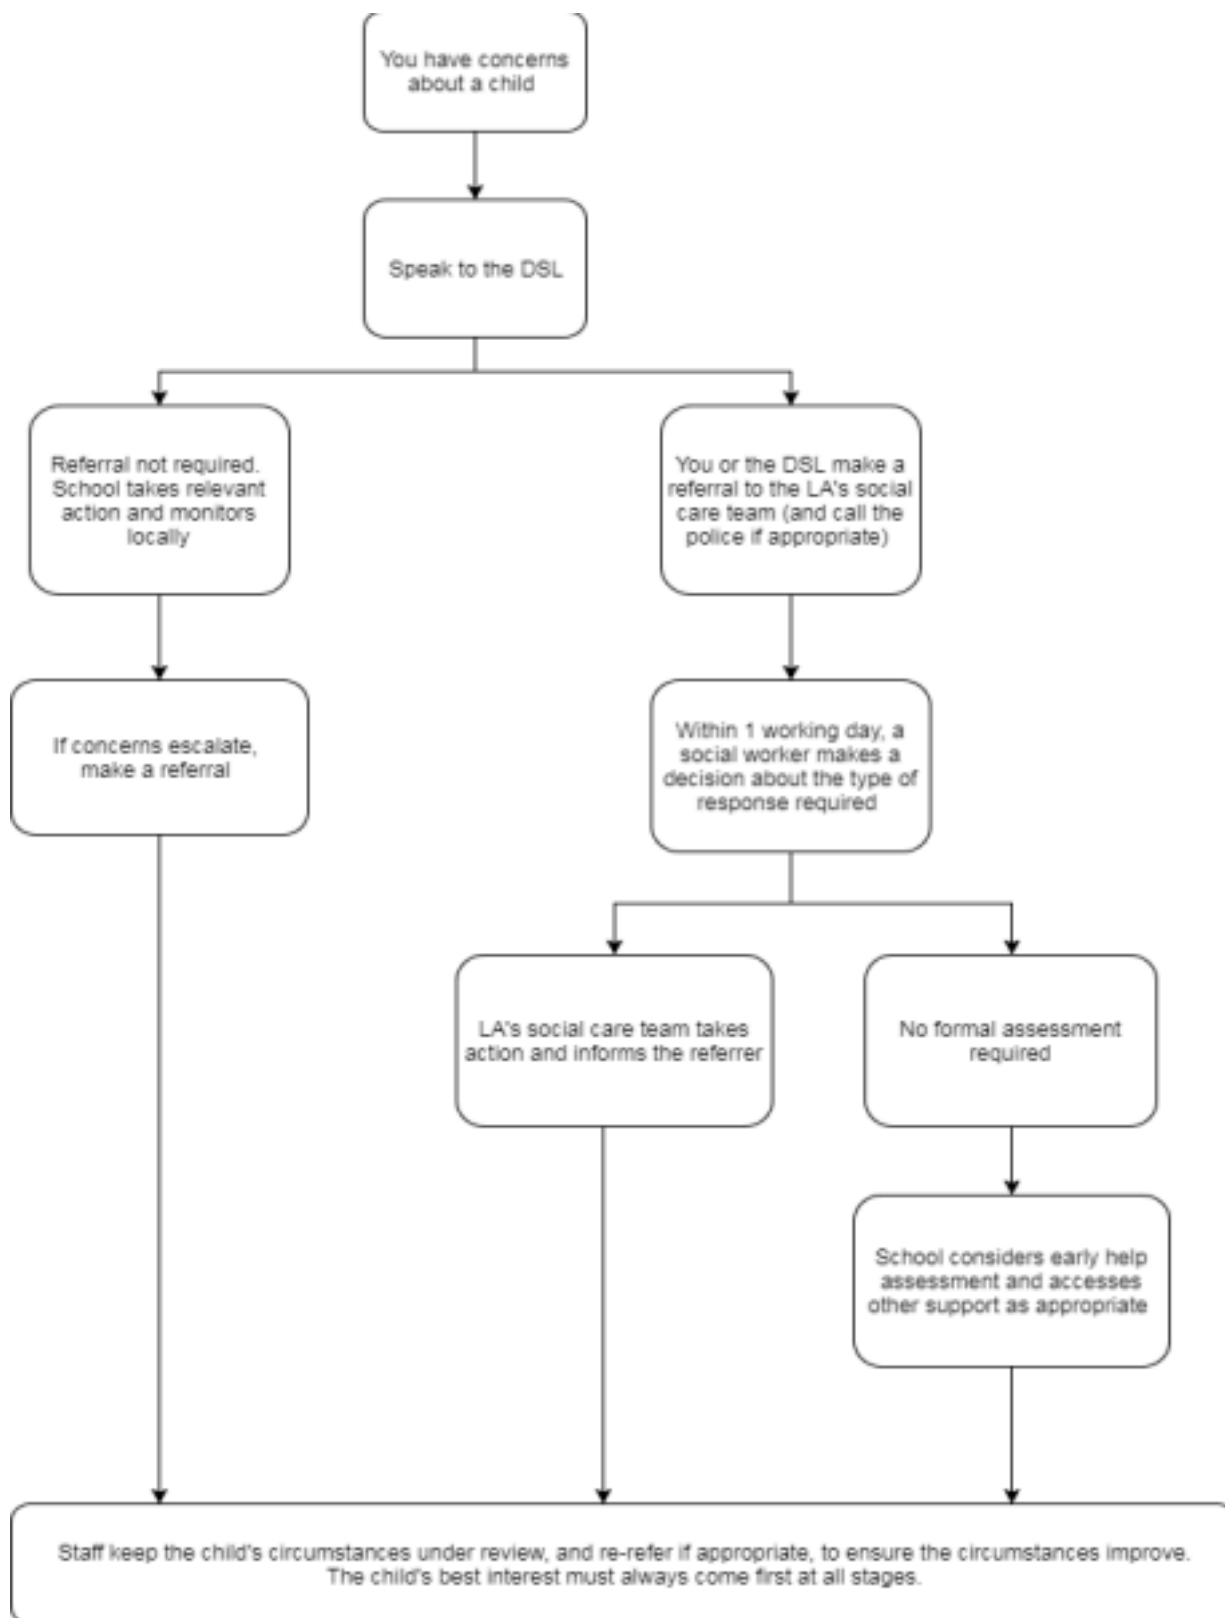 You have concerns
about a child
Speak to the DSL
Referral not required.
School takes relevant
action and monitors
locally
You or the DSL make a
referral to the LA's social
care team (and call the
police if appropriate)
If concerns escalate,
make a referral
Within 1 working day, a
social worker makes a
decision about the type of
response required
LA's social care team takes
action and informs the referrer
No formal assessment
required
School considers early help
assessment and accesses
other support as appropriate
Staff keep the child's circumstances under review, and re-refer if appropriate, to ensure the circumstances improve.
The child's best interest must always come first at all stages.